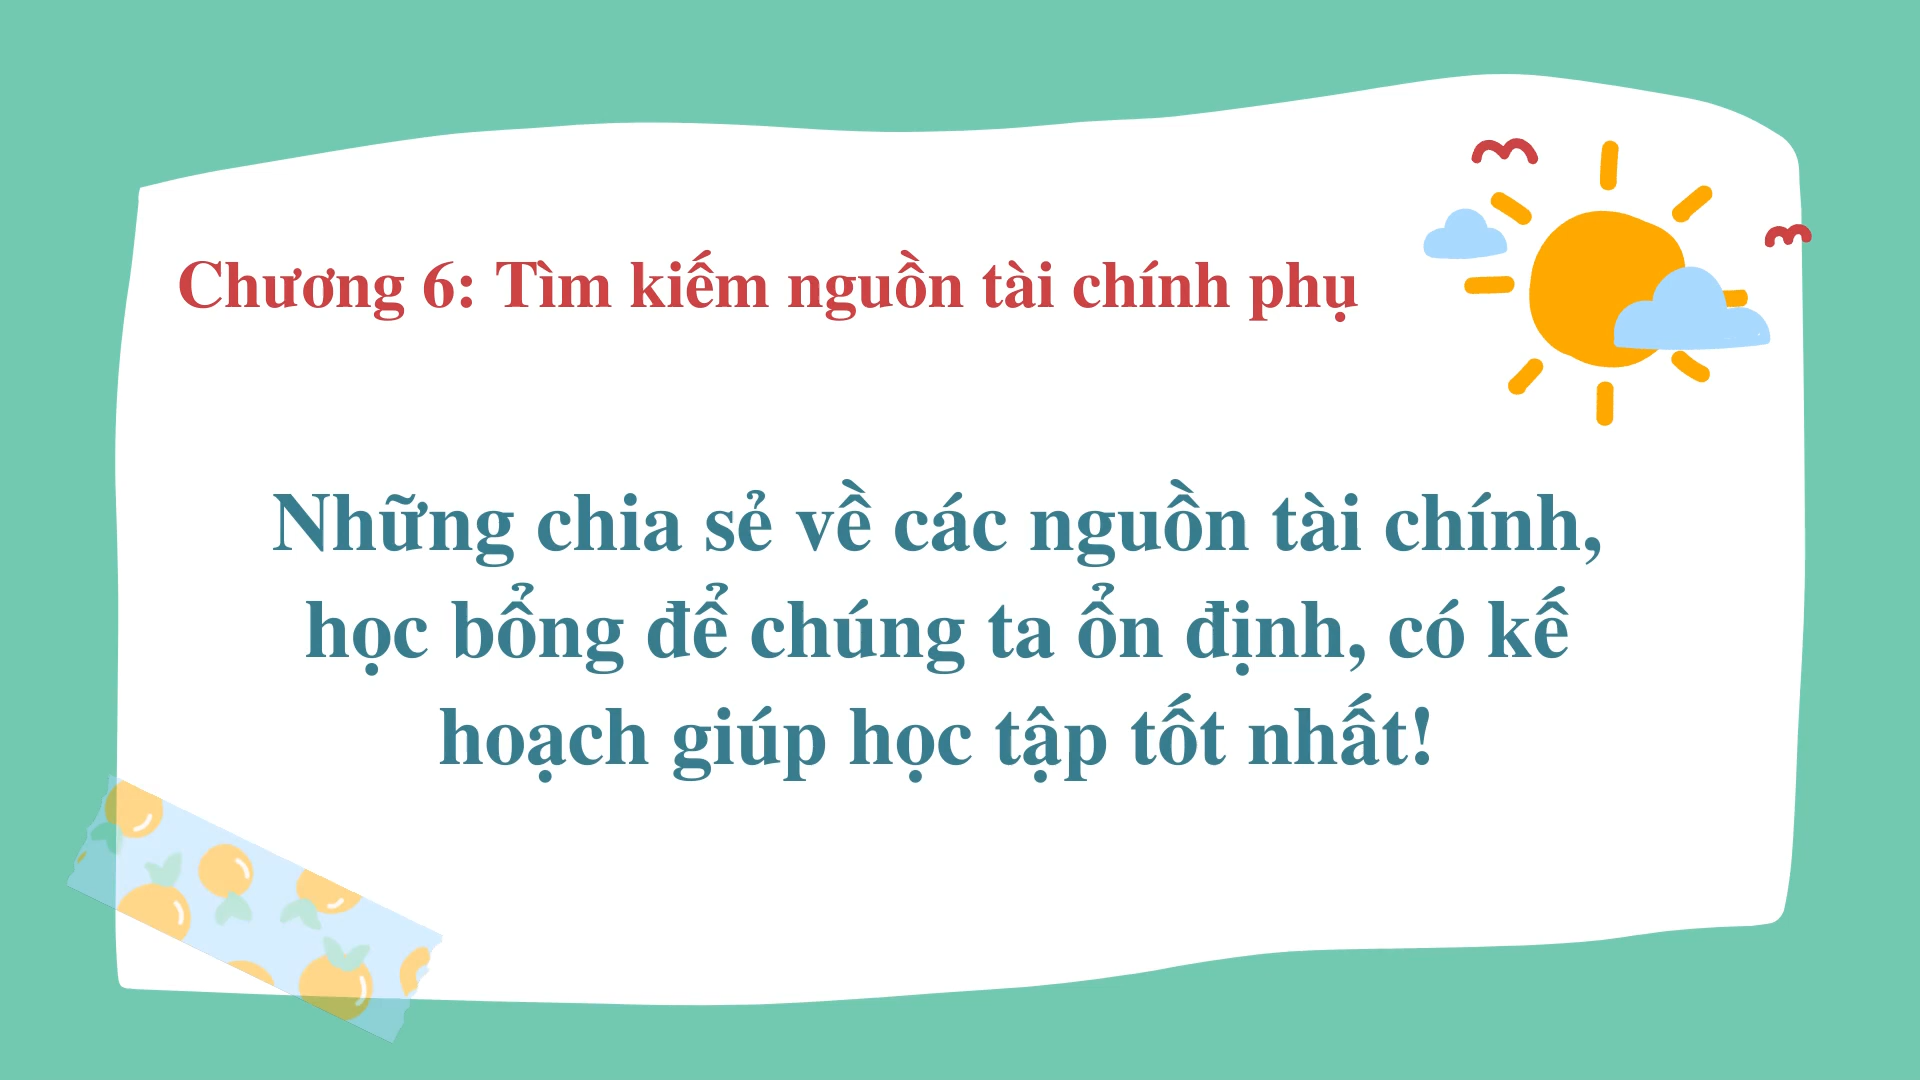 Chương 6: Tìm kiếm nguồn tài chính phụ
Những chia sẻ về các nguồn tài chính,
học bổng để chúng ta ổn định, có kế
hoạch giúp học tập tốt nhất!